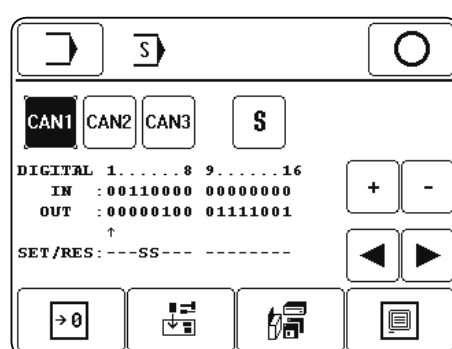 S
CAN1 CAN2 CAN3 S
DIGITAL 1......8 9......16
IN :00110000 00000000
OUT :00000100 01111001
↑
SET/RES:---SS--- --------
+ -
→0